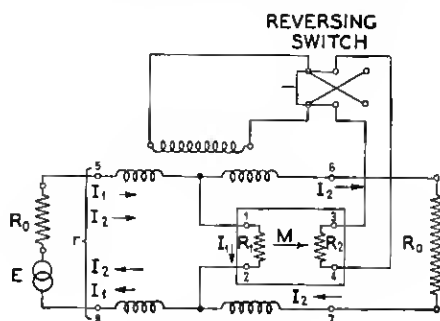 REVERSING
SWITCH
5
6
I₁
I₂
I₂
R₀
r
1
3
I₁
R₁
M
R₂
R₀
2
4
E
I₂
I₁
I₂
8
7